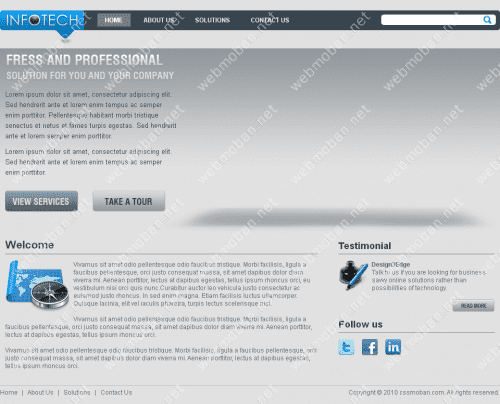 INFOTECH
HOME ABOUT US SOLUTIONS CONTACT US
FRESS AND PROFESSIONAL
SOLUTION FOR YOU AND YOUR COMPANY
Lorem ipsum dolor sit amet, consectetur adipiscing elit.
Sed hendrerit ante et lorem enim tempus ac semper
enim porttitor. Pellentesque habitant morbi tristique
senectus et netus et fames turpis egestas. Sed hendrerit
ante et lorem semper enim porttitor.
Lorem ipsum dolor sit amet, consectetur adipiscing elit.
Sed hendrerit ante et lorem enim tempus ac semper
enim porttitor.
VIEW SERVICES TAKE A TOUR
Welcome
Vivamus sit amet odio pellentesque odio faucibus tristique. Morbi facilisis, ligula a
faucibus pellentesque, orci justo consequat massa, sit amet dapibus dolor diam
viverra mi. Aenean porttitor, lectus at dapibus egestas, tellus ipsum rhoncus orci, eu
vestibulum nisi orci quis nunc. Curabitur auctor leo vehicula justo consectetur ac
euismod justo rhoncus. In sed enim magna. Etiam facilisis luctus ullamcorper.
Quisque lacinia, elit vel iaculis pharetra, turpis lectus scelerisque nisl.
Vivamus sit amet odio pellentesque odio faucibus tristique. Morbi facilisis, ligula a
faucibus pellentesque, orci justo consequat massa, sit amet dapibus dolor diam viverra mi. Aenean porttitor,
lectus at dapibus egestas, tellus ipsum rhoncus orci.
Vivamus sit amet odio pellentesque odio faucibus tristique. Morbi facilisis, ligula a faucibus pellentesque, orci
justo consequat massa, sit amet dapibus dolor diam viverra mi. Aenean porttitor, lectus at dapibus egestas,
tellus ipsum rhoncus orci.
Testimonial
Design3Edge
Talk to us if you are looking for business
savvy online solutions rather than
possibilities of technology.
READ MORE
Follow us
Home | About Us | Solutions | Contact Us
Copyright © 2010 cssmoban.com. All rights reserved.
webmoban.net